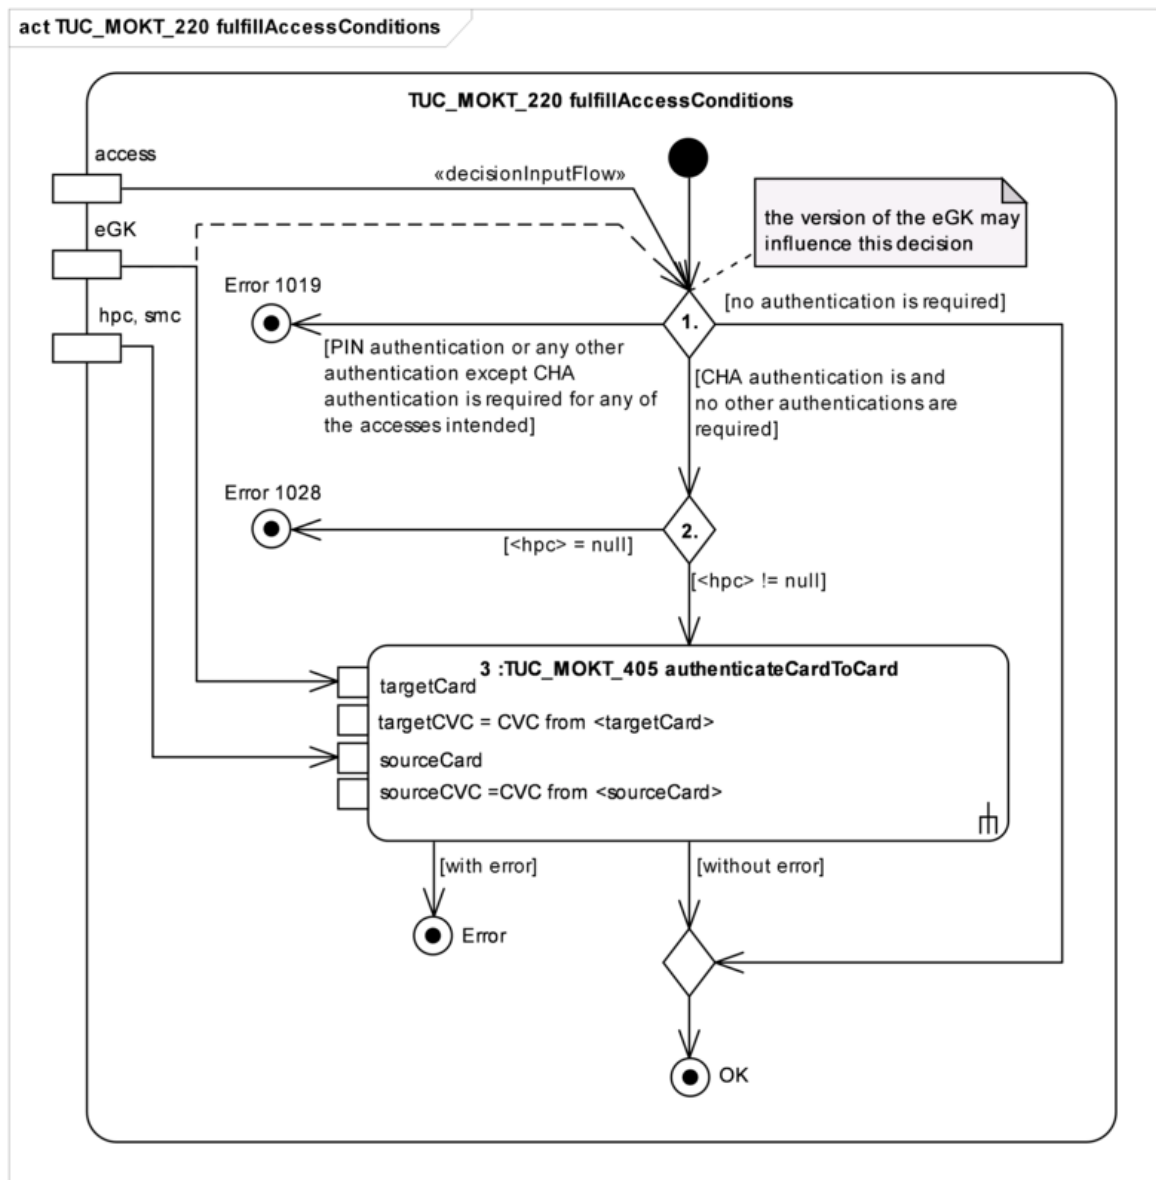 act TUC_MOKT_220 fulfillAccessConditions
TUC_MOKT_220 fulfillAccessConditions
access
«decisionInputFlow»
the version of the eGK may
influence this decision
eGK
Error 1019
[no authentication is required]
hpc, smc
1.
[PIN authentication or any other
authentication except CHA
authentication is required for any of
the accesses intended]
[CHA authentication is and
no other authentications are
required]
Error 1028
2.
[<hpc> = null]
[<hpc> != null]
3 :TUC_MOKT_405 authenticateCardToCard
targetCard
targetCVC = CVC from <targetCard>
sourceCard
sourceCVC =CVC from <sourceCard>
[with error]
[without error]
Error
OK